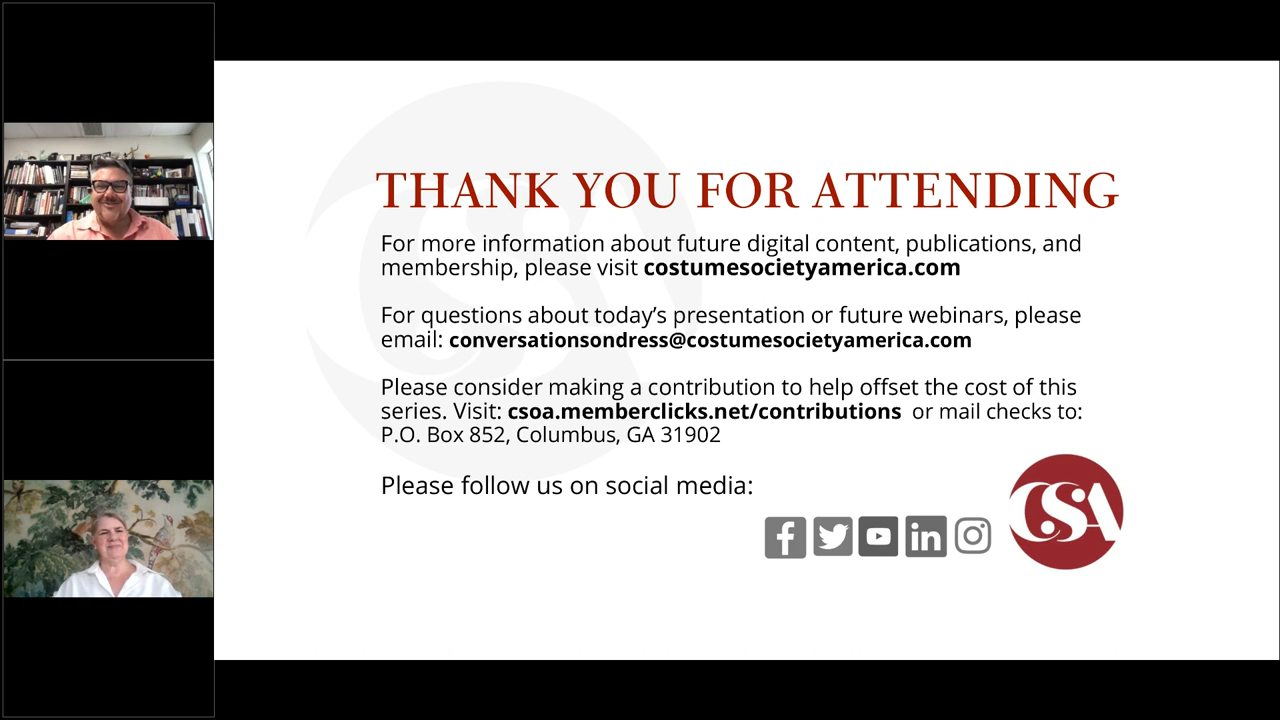 THANK YOU FOR ATTENDING
For more information about future digital content, publications, and
membership, please visit costumesocietyamerica.com
For questions about today’s presentation or future webinars, please
email: conversationsondress@costumesocietyamerica.com
Please consider making a contribution to help offset the cost of this
series. Visit: csoa.memberclicks.net/contributions or mail checks to:
P.O. Box 852, Columbus, GA 31902
Please follow us on social media:
CSA